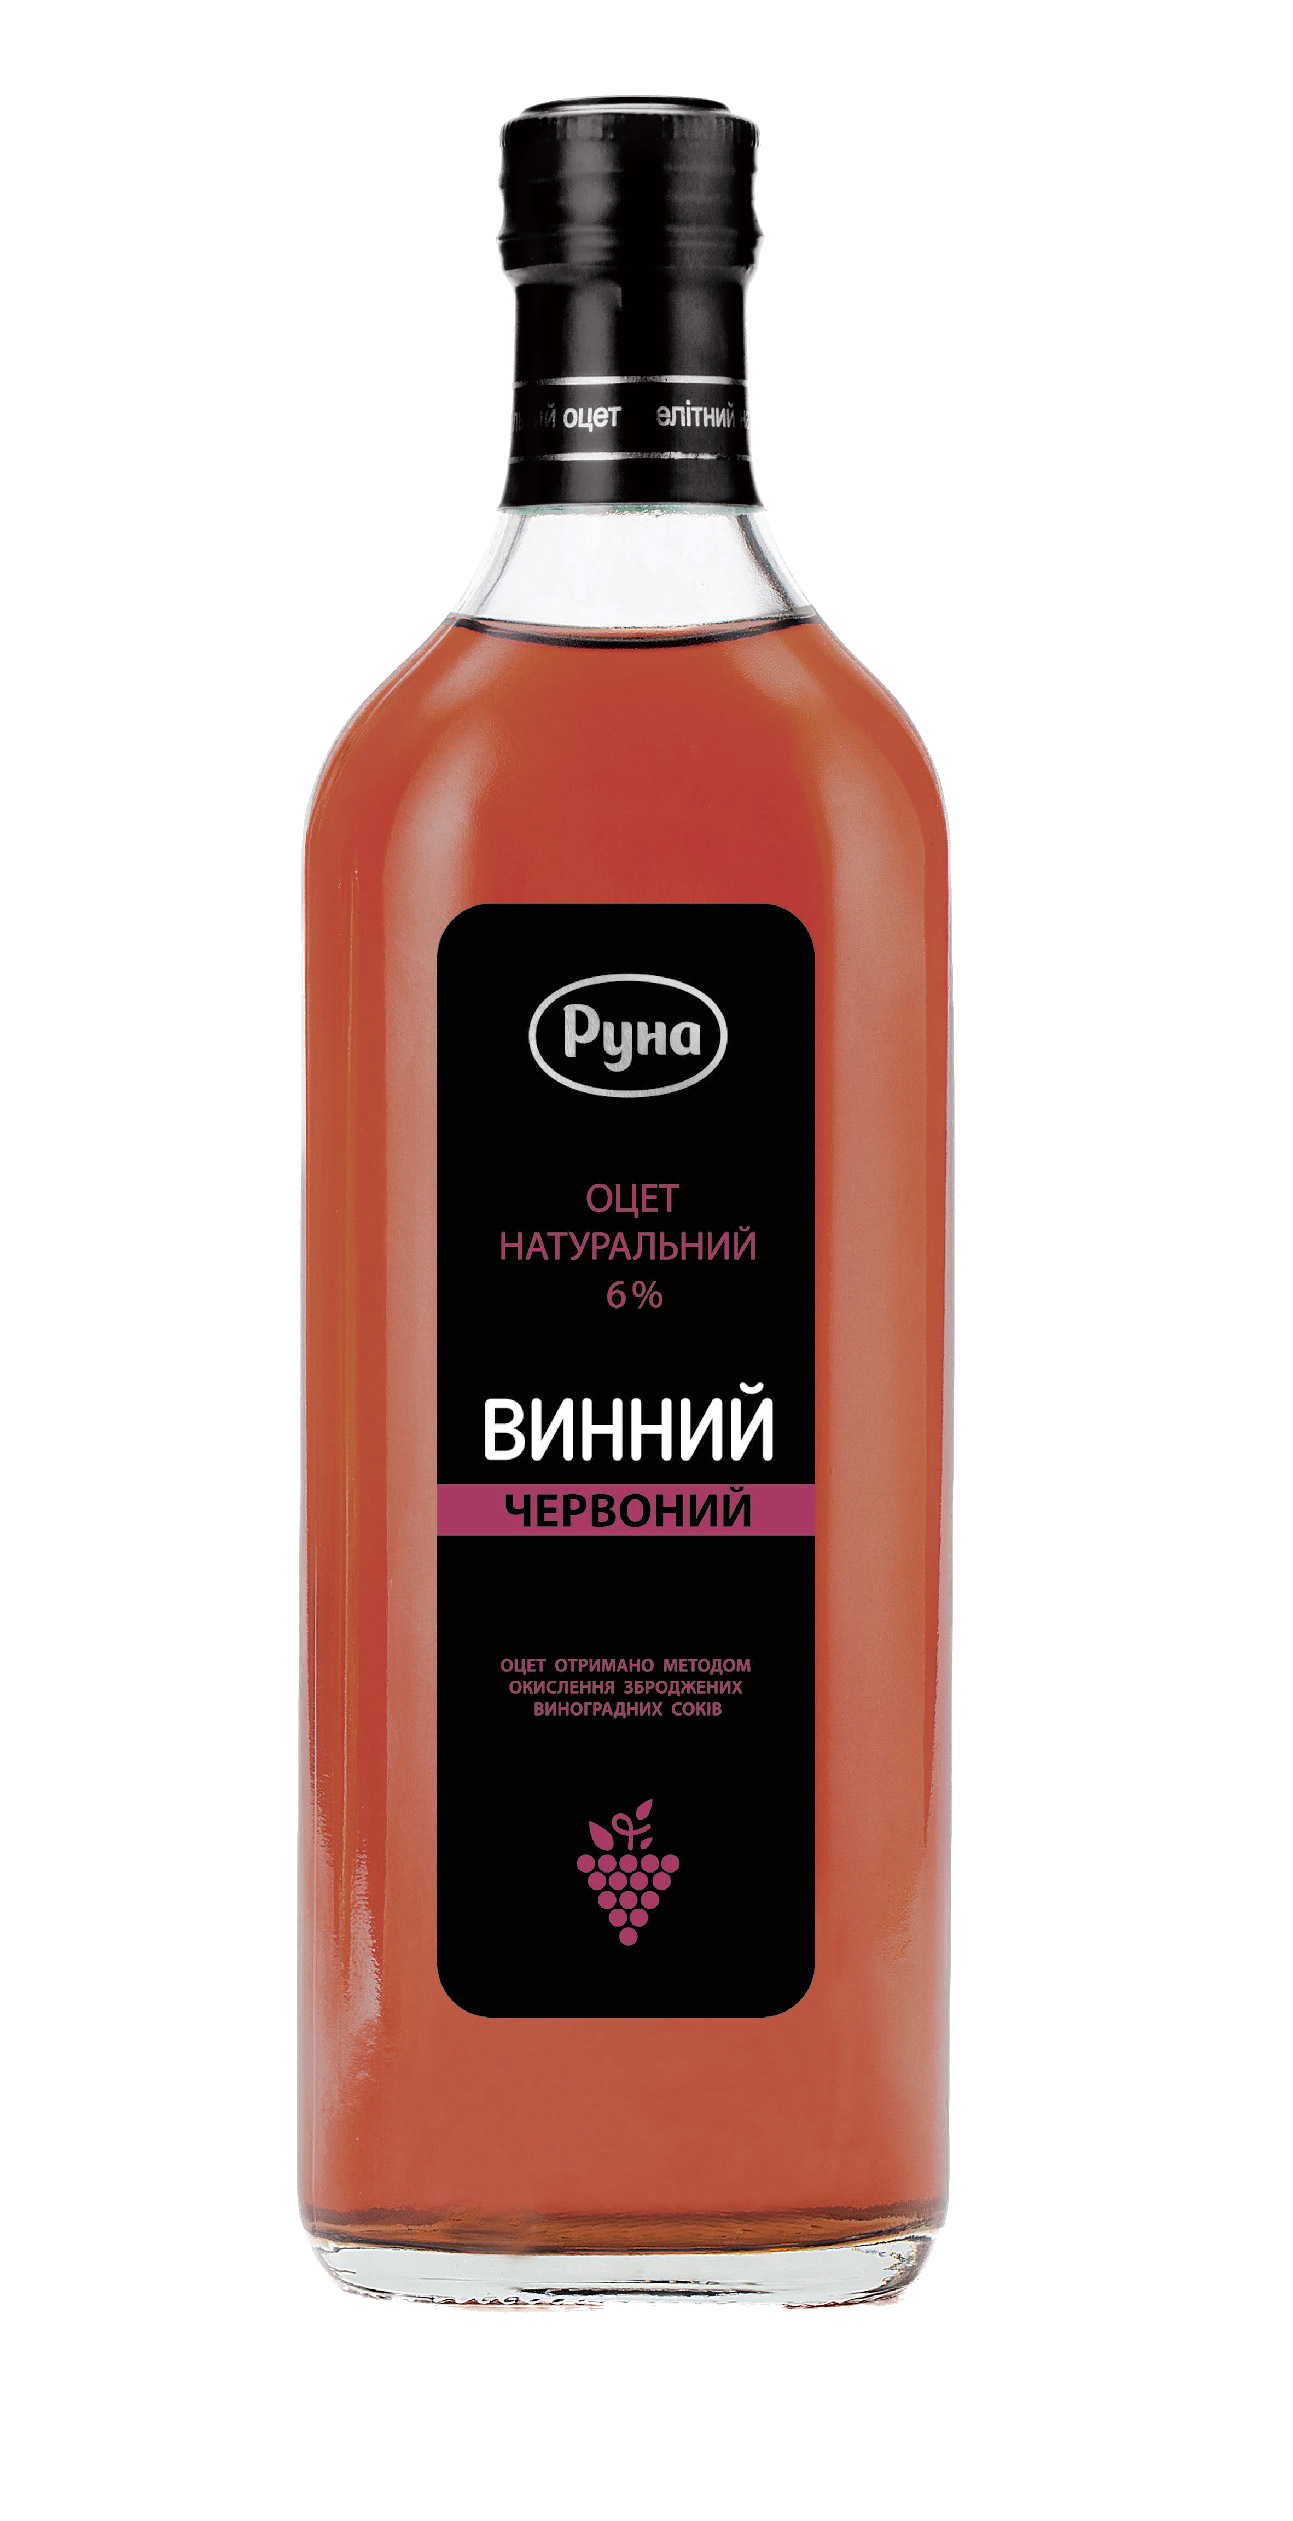 оцет елітний
Руна
ОЦЕТ
НАТУРАЛЬНИЙ
6%
ВИННИЙ
ЧЕРВОНИЙ
ОЦЕТ ОТРИМАНО МЕТОДОМ
ОКИСЛЕННЯ ЗБРОДЖЕНИХ
ВИНОГРАДНИХ СОКІВ